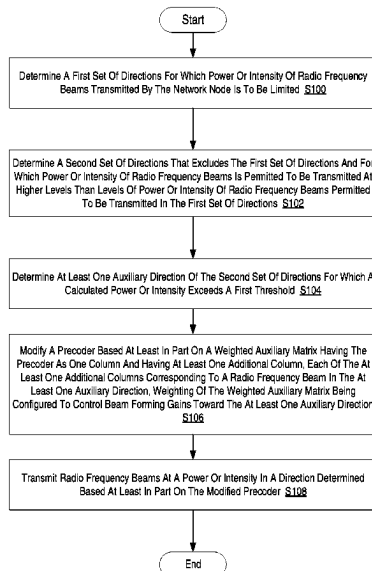 Start
Determine A First Set Of Directions For Which Power Or Intensity Of Radio Frequency
Beams Transmitted By The Network Node Is To Be Limited S100
Determine A Second Set Of Directions That Excludes The First Set Of Directions And For
Which Power Or Intensity Of Radio Frequency Beams Is Permitted To Be Transmitted At
Higher Levels Than Levels Of Power Or Intensity Of Radio Frequency Beams Permitted
To Be Transmitted In The First Set Of Directions S102
Determine At Least One Auxiliary Direction Of The Second Set Of Directions For Which A
Calculated Power Or Intensity Exceeds A First Threshold S104
Modify A Precoder Based At Least In Part On A Weighted Auxiliary Matrix Having The
Precoder As One Column And Having At Least One Additional Column, Each Of The At
Least One Additional Columns Corresponding To A Radio Frequency Beam In The At
Least One Auxiliary Direction, Weighting Of The Weighted Auxiliary Matrix Being
Configured To Control Beam Forming Gains Toward The At Least One Auxiliary Direction
S106
Transmit Radio Frequency Beams At A Power Or Intensity In A Direction Determined
Based At Least In Part On The Modified Precoder S108
End